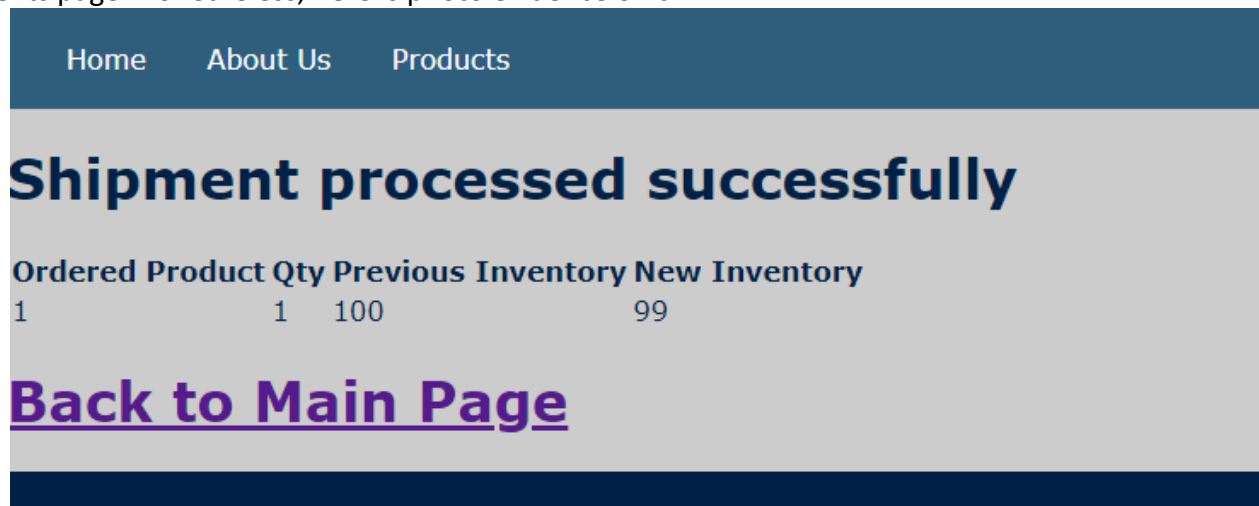 Home About Us Products
Shipment processed successfully
Ordered Product Qty Previous Inventory New Inventory
1 1 100 99
Back to Main Page